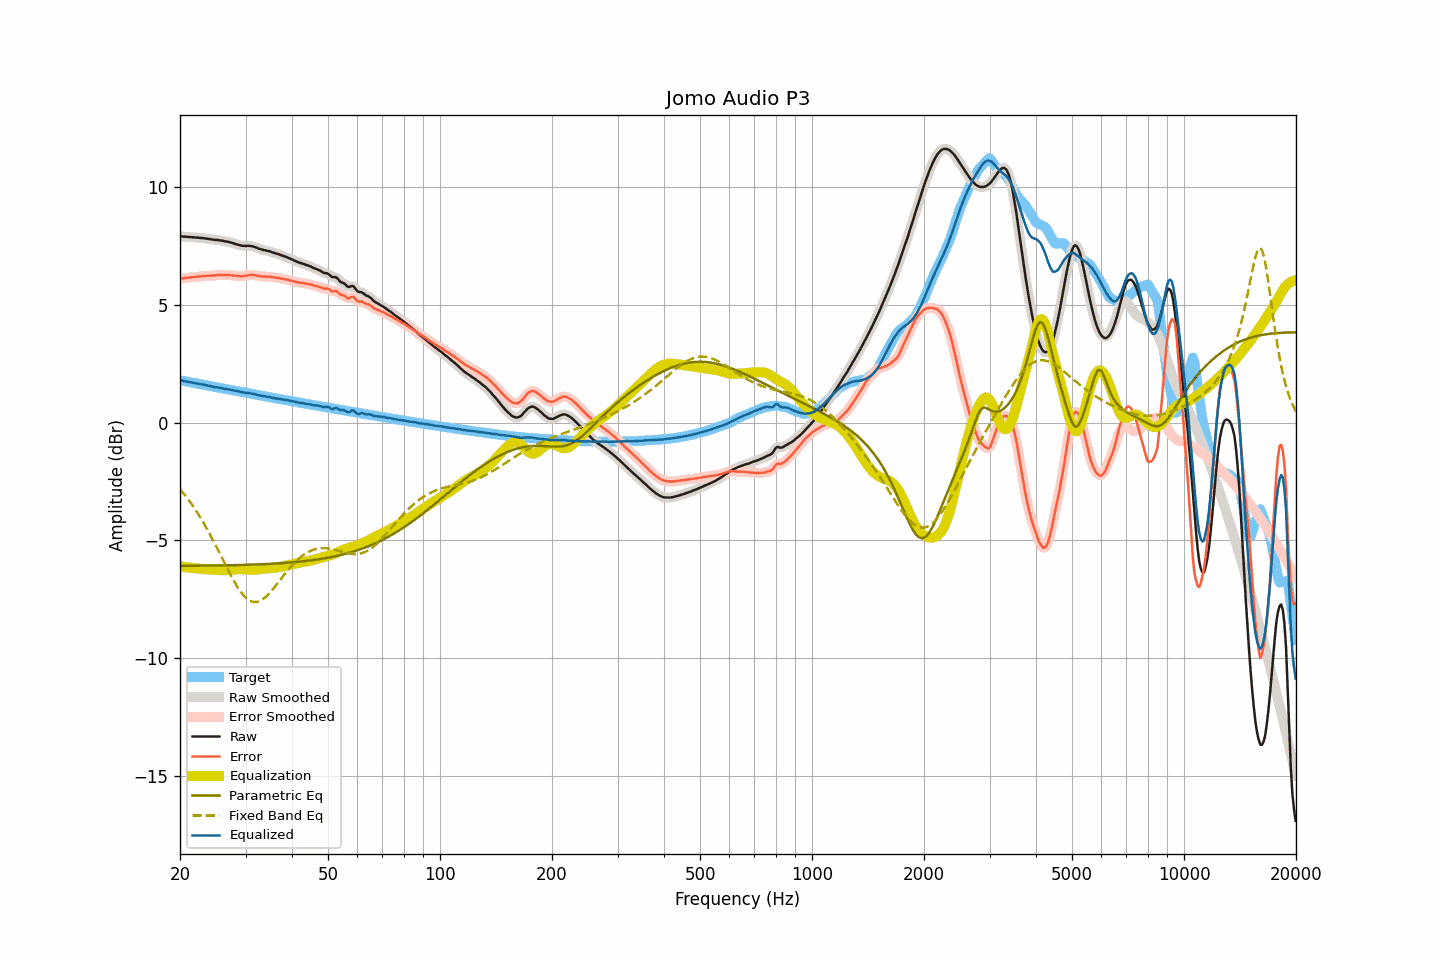 Jomo Audio P3
10
5
0
−5
−10
−15
Amplitude (dBr)
Target
Raw Smoothed
Error Smoothed
Raw
Error
Equalization
Parametric Eq
Fixed Band Eq
Equalized
20 50 100 200 500 1000 2000 5000 10000 20000
Frequency (Hz)